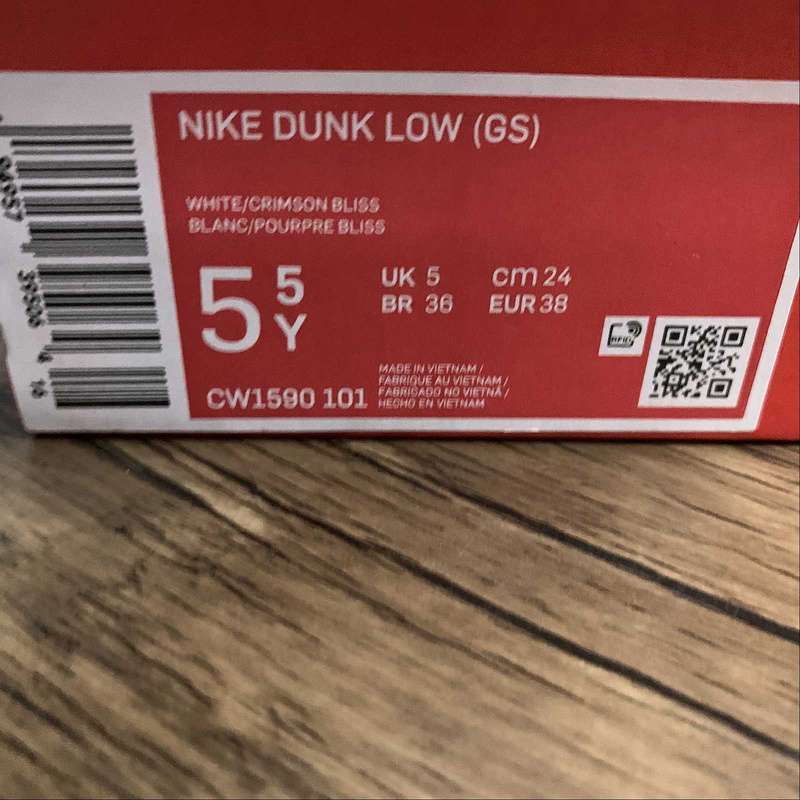 NIKE DUNK LOW (GS)
WHITE/CRIMSON BLISS
BLANC/POURPRE BLISS
5 5 Y
UK 5 cm 24
BR 36 EUR 38
CW1590 101
MADE IN VIETNAM /
FABRIQUE AU VIETNAM /
FABRICADO NO VIETNÃ /
HECHO EN VIETNAM
RFID